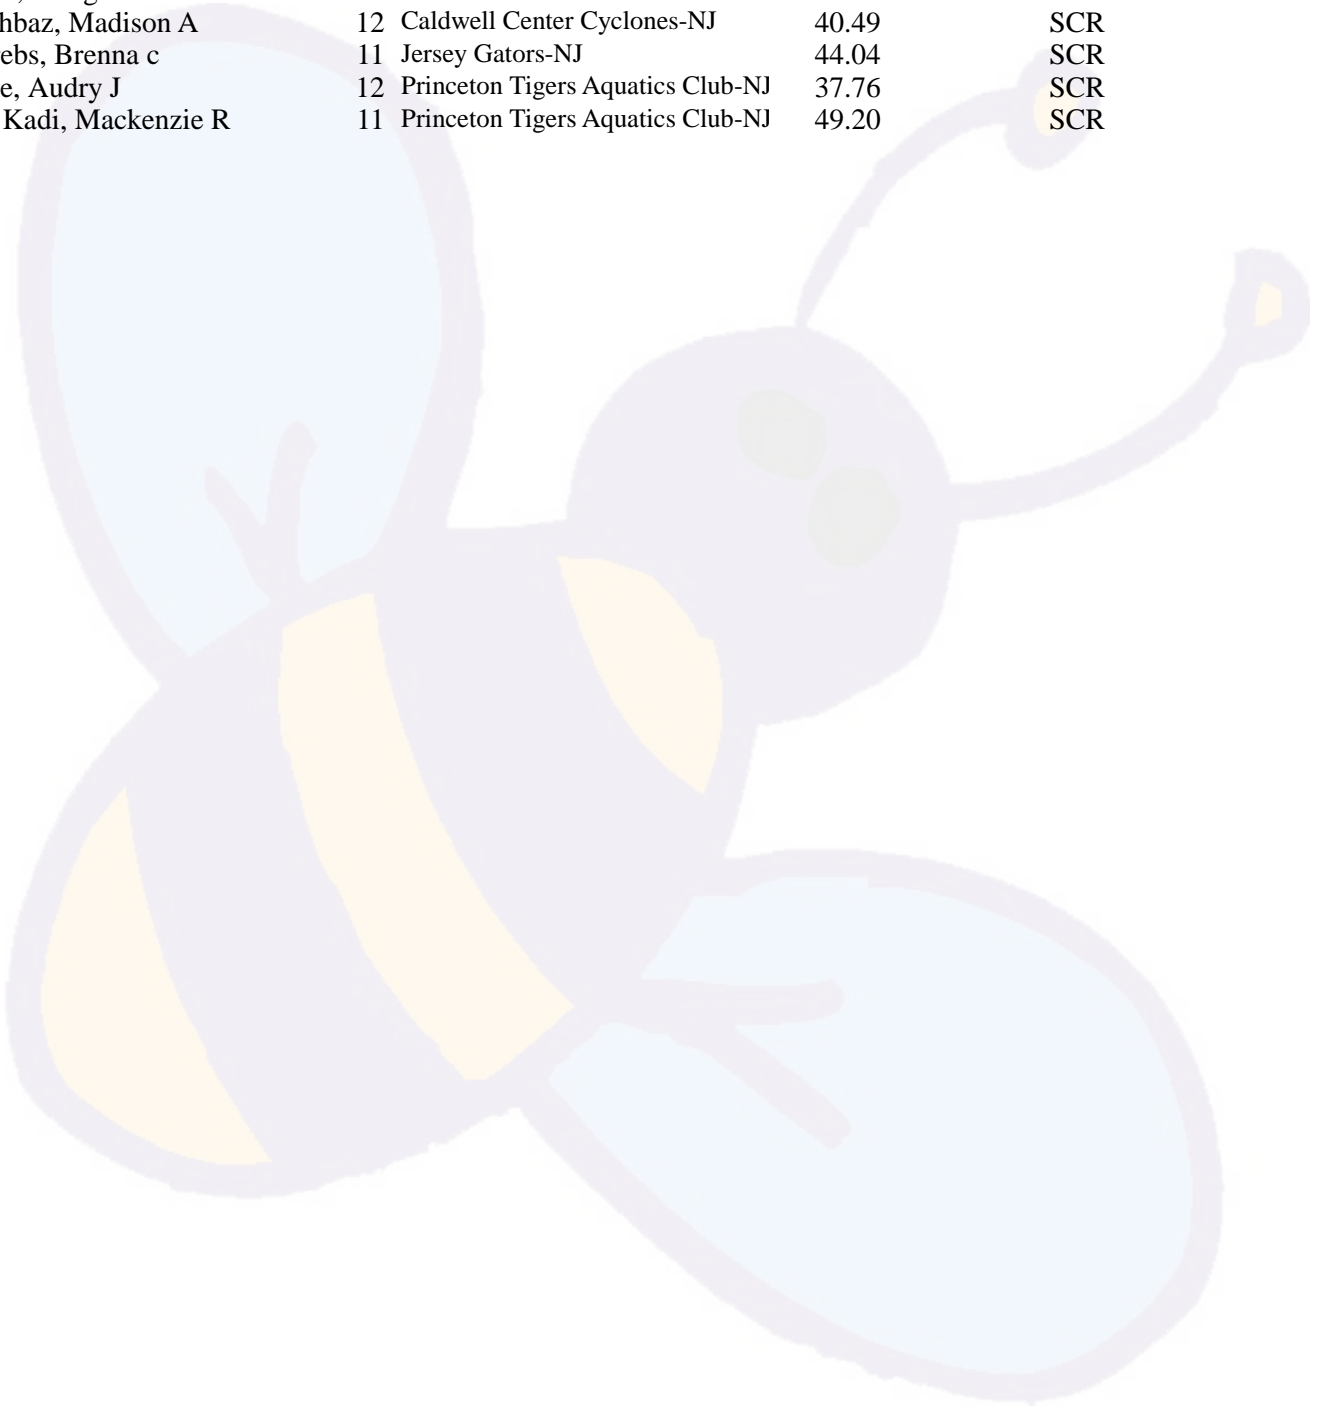 hbaz, Madison A 12 Caldwell Center Cyclones-NJ 40.49 SCR
ebs, Brenna c 11 Jersey Gators-NJ 44.04 SCR
e, Audry J 12 Princeton Tigers Aquatics Club-NJ 37.76 SCR
Kadi, Mackenzie R 11 Princeton Tigers Aquatics Club-NJ 49.20 SCR